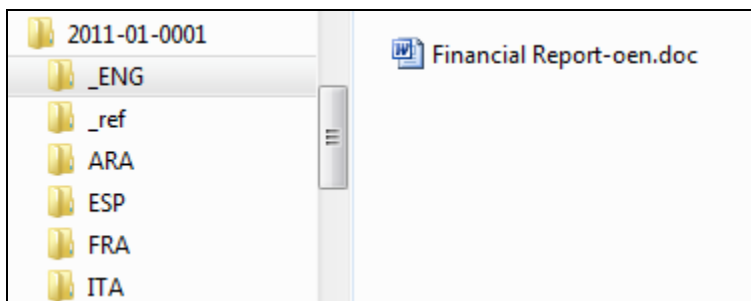 2011-01-0001
_ENG
_ref
ARA
ESP
FRA
ITA
Financial Report-oen.doc